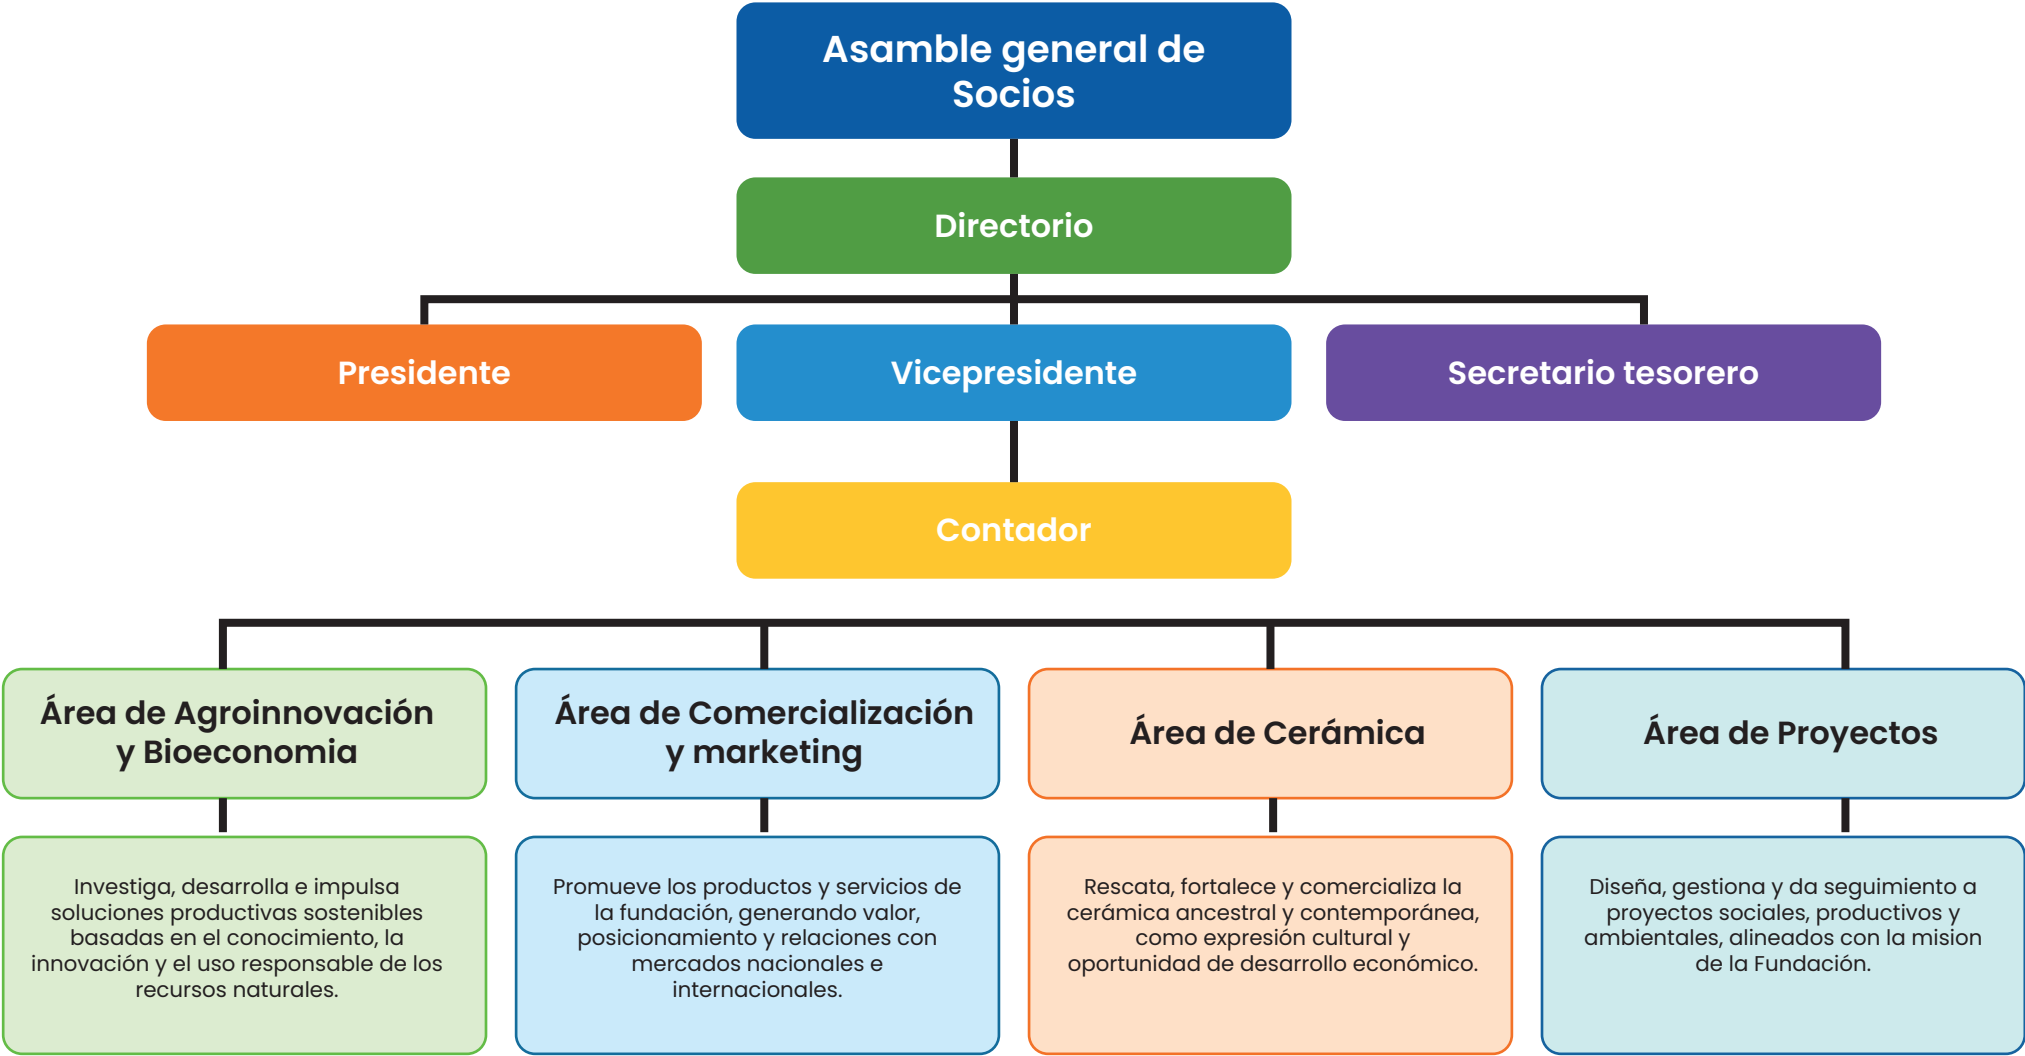 Asamble general de
Socios
Directorio
Presidente
Vicepresidente
Secretario tesorero
Contador
Área de Agroinnovación
y Bioeconomia
Área de Comercialización
y marketing
Área de Cerámica
Área de Proyectos
Investiga, desarrolla e impulsa
soluciones productivas sostenibles
basadas en el conocimiento, la
innovación y el uso responsable de los
recursos naturales.
Promueve los productos y servicios de
la fundación, generando valor,
posicionamiento y relaciones con
mercados nacionales e
internacionales.
Rescata, fortalece y comercializa la
cerámica ancestral y contemporánea,
como expresión cultural y
oportunidad de desarrollo económico.
Diseña, gestiona y da seguimiento a
proyectos sociales, productivos y
ambientales, alineados con la mision
de la Fundación.